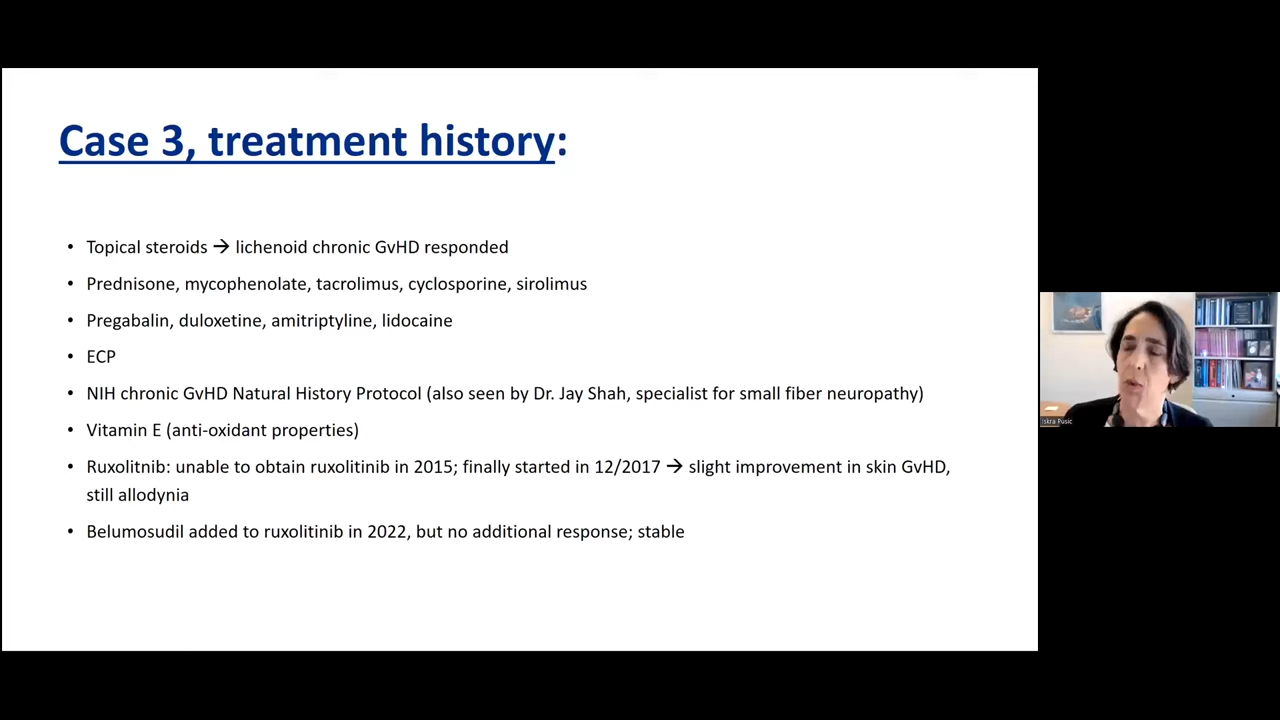 Case 3, treatment history:
• Topical steroids → lichenoid chronic GvHD responded
• Prednisone, mycophenolate, tacrolimus, cyclosporine, sirolimus
• Pregabalin, duloxetine, amitriptyline, lidocaine
• ECP
• NIH chronic GvHD Natural History Protocol (also seen by Dr. Jay Shah, specialist for small fiber neuropathy)
• Vitamin E (anti-oxidant properties)
• Ruxolitnib: unable to obtain ruxolitinib in 2015; finally started in 12/2017 → slight improvement in skin GvHD,
still allodynia
• Belumosudil added to ruxolitinib in 2022, but no additional response; stable
Iskra Pusic